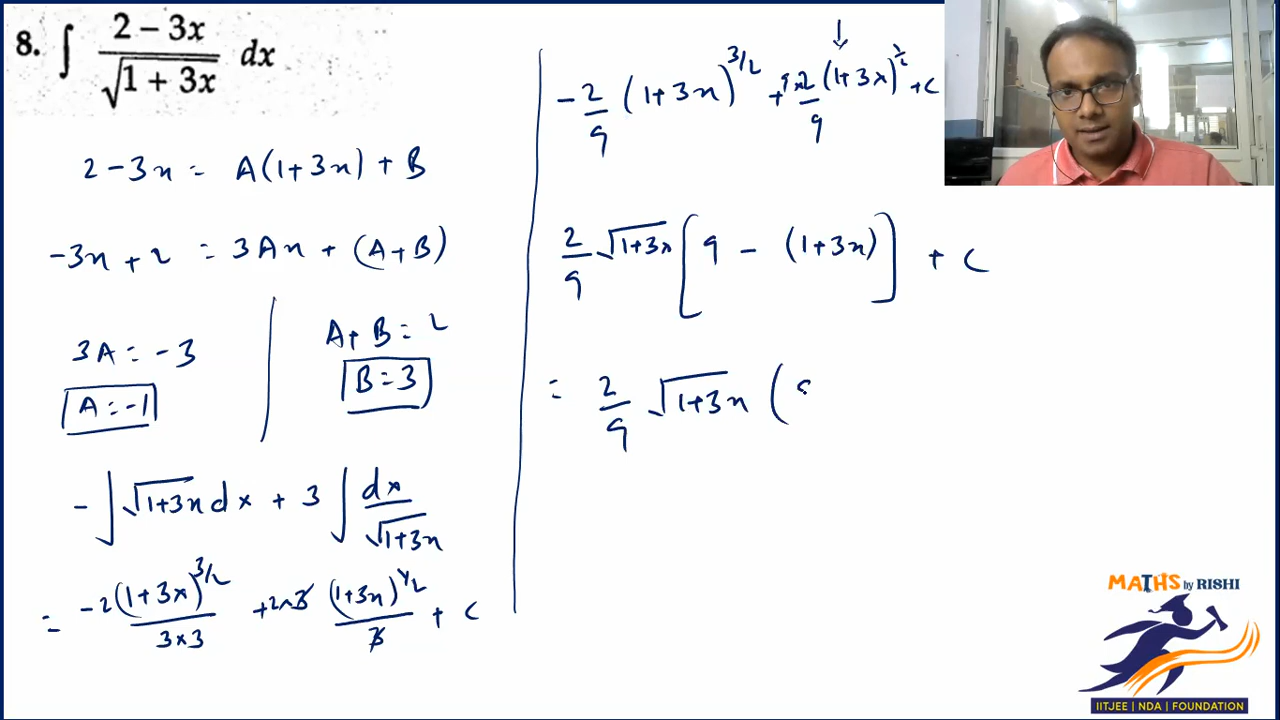 8. ∫ (2 − 3x)/√(1 + 3x) dx
2-3x = A(1+3x) + B
-3x + 2 = 3Ax + (A+B)
3A = -3
A = -1
A+B = 2
B = 3
-∫√(1+3x) dx + 3∫dx/√(1+3x)
= -2(1+3x)^3/2 / 3×3 + 2×3 (1+3x)^1/2 / 3 + c
-2/9 (1+3x)^3/2 + 9×2/9 (1+3x)^1/2 + c
2/9 √(1+3x) [9 - (1+3x)] + c
= 2/9 √(1+3x) (
MATHS by RISHI
IITJEE | NDA | FOUNDATION